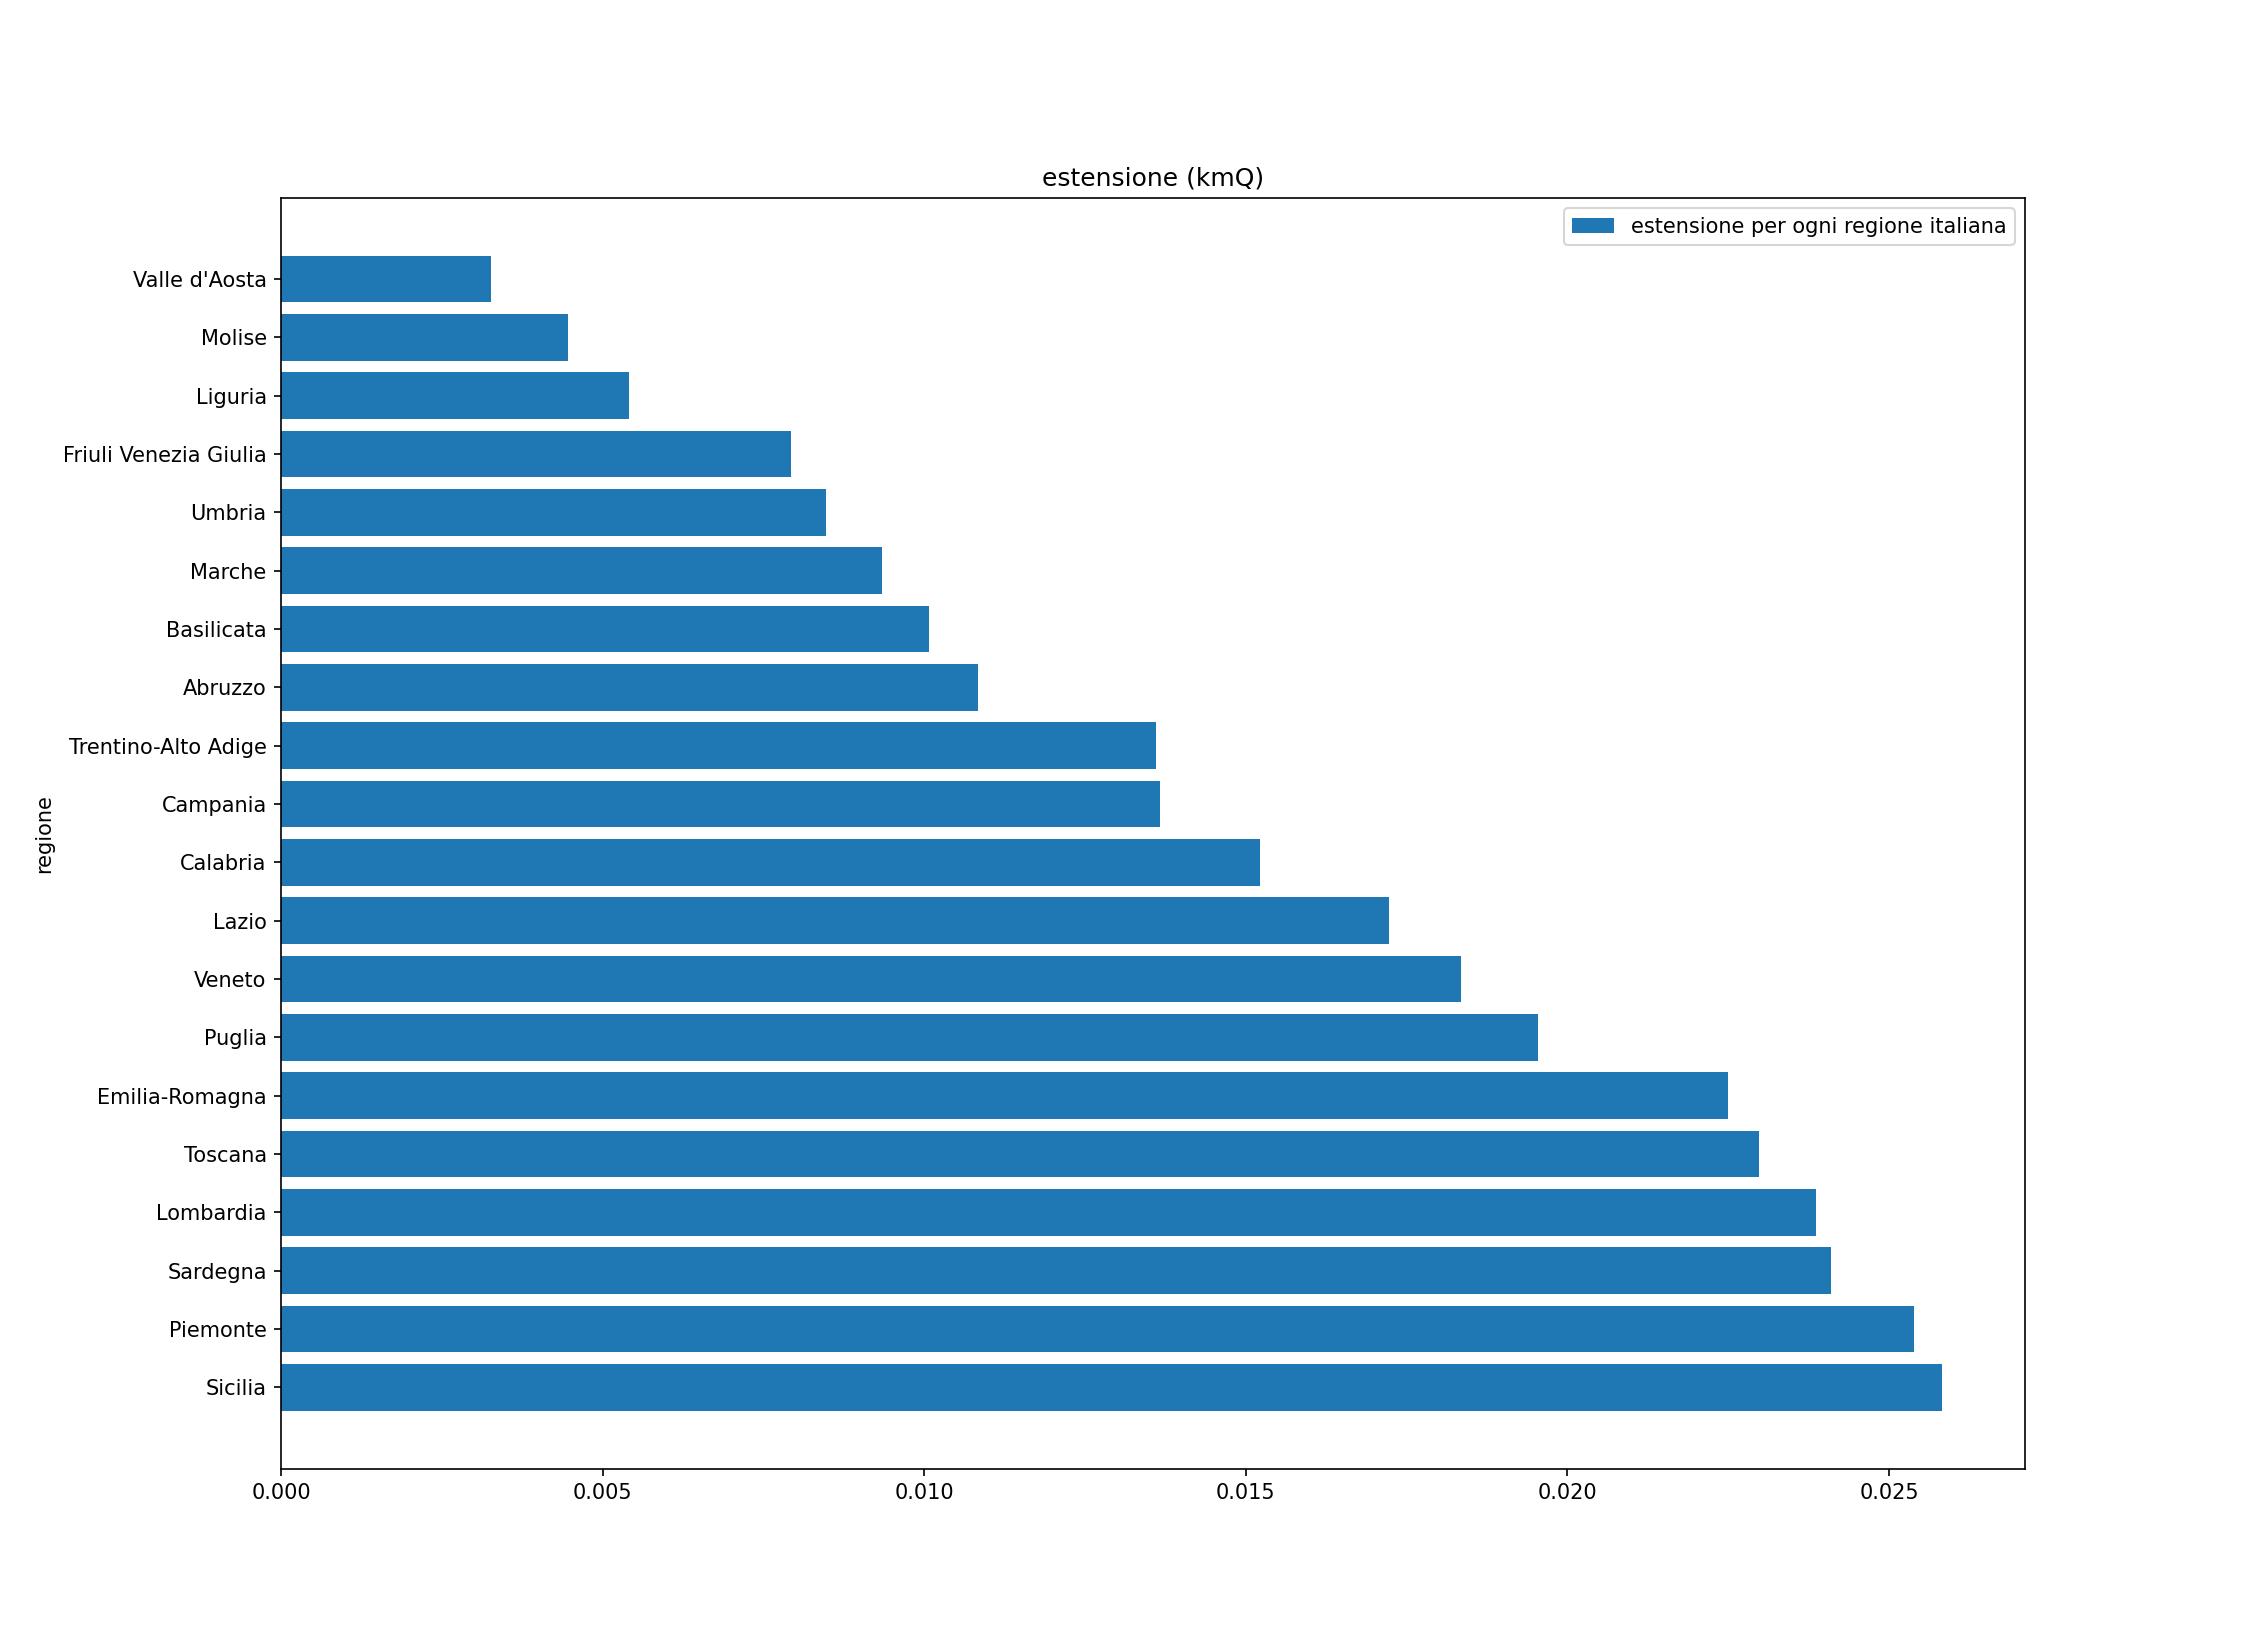 estensione (kmQ)
estensione per ogni regione italiana
Valle d'Aosta
Molise
Liguria
Friuli Venezia Giulia
Umbria
Marche
Basilicata
Abruzzo
Trentino-Alto Adige
Campania
Calabria
Lazio
Veneto
Puglia
Emilia-Romagna
Toscana
Lombardia
Sardegna
Piemonte
Sicilia
regione
0.000 0.005 0.010 0.015 0.020 0.025